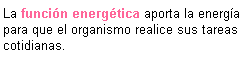 La función energética aporta la energía
para que el organismo realice sus tareas
cotidianas.